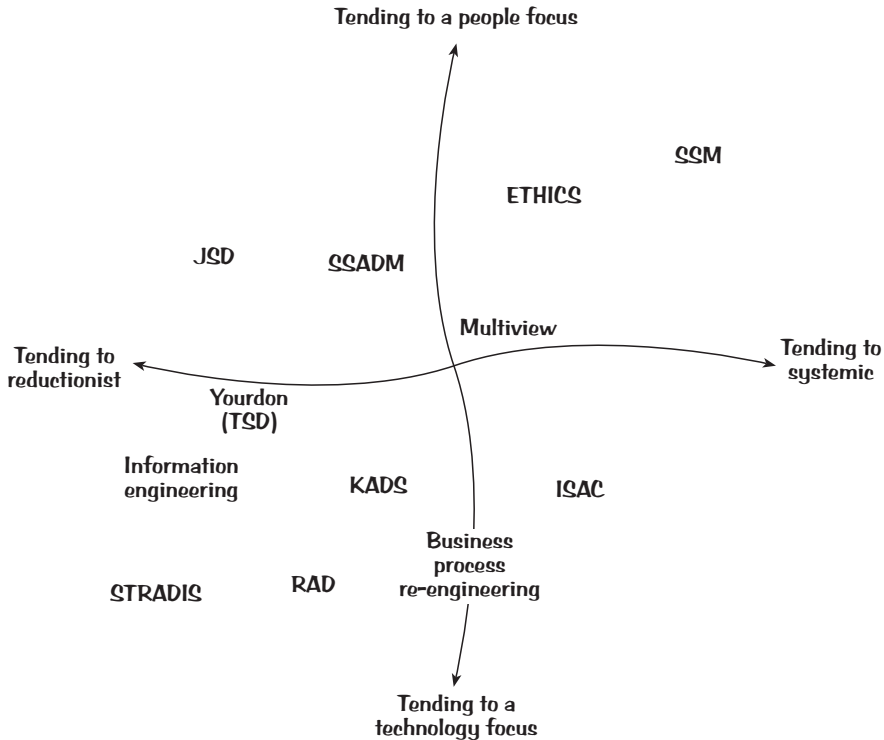 Tending to a people focus
SSM
ETHICS
JSD
SSADM
Multiview
Tending to
reductionist
Tending to
systemic
Yourdon
(TSD)
Information
engineering
KADS
ISAC
Business
process
re-engineering
STRADIS
RAD
Tending to a
technology focus